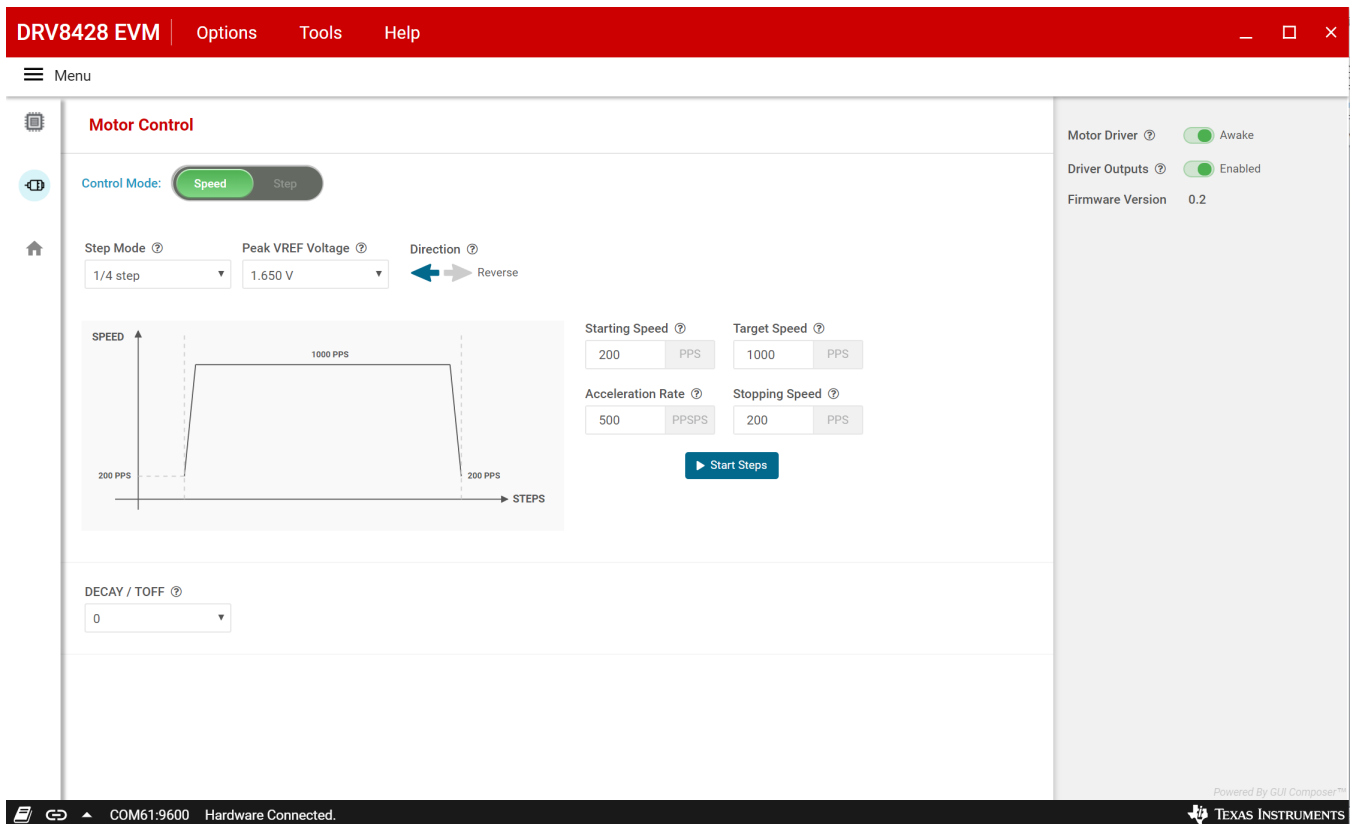 DRV8428 EVM Options Tools Help
Menu
Motor Control
Control Mode: Speed Step
Step Mode Peak VREF Voltage Direction
1/4 step 1.650 V Reverse
SPEED
1000 PPS
200 PPS
200 PPS
STEPS
Starting Speed Target Speed
200 PPS 1000 PPS
Acceleration Rate Stopping Speed
500 PPSPS 200 PPS
Start Steps
DECAY / TOFF
0
Motor Driver Awake
Driver Outputs Enabled
Firmware Version 0.2
Powered By GUI Composer™
COM61:9600 Hardware Connected.
TEXAS INSTRUMENTS